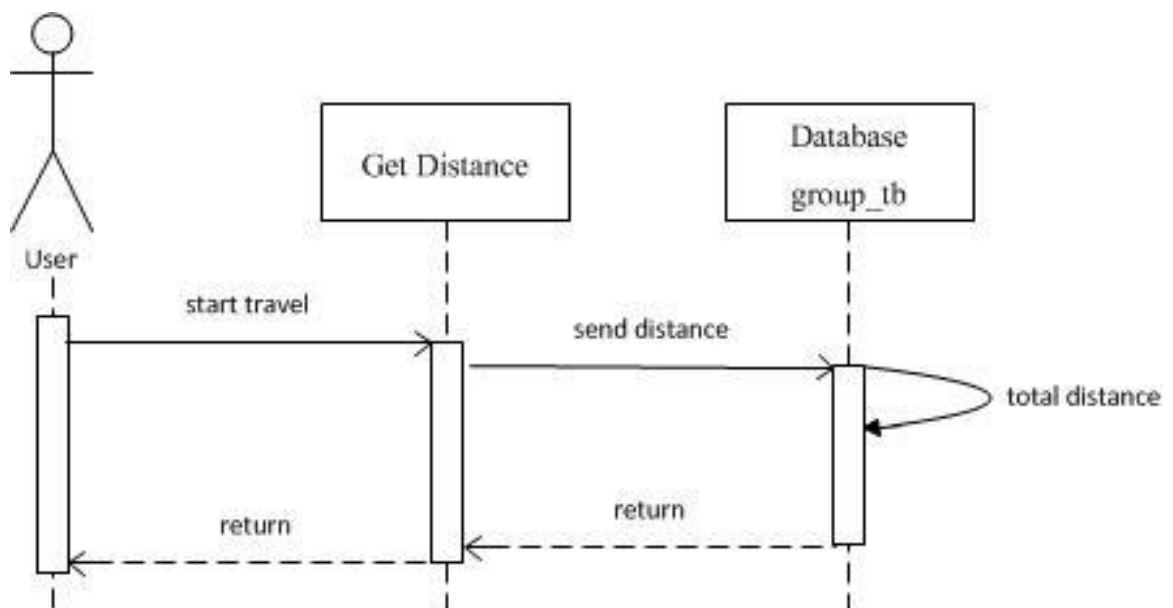 Get Distance
Database
group_tb
User
start travel
send distance
total distance
return
return